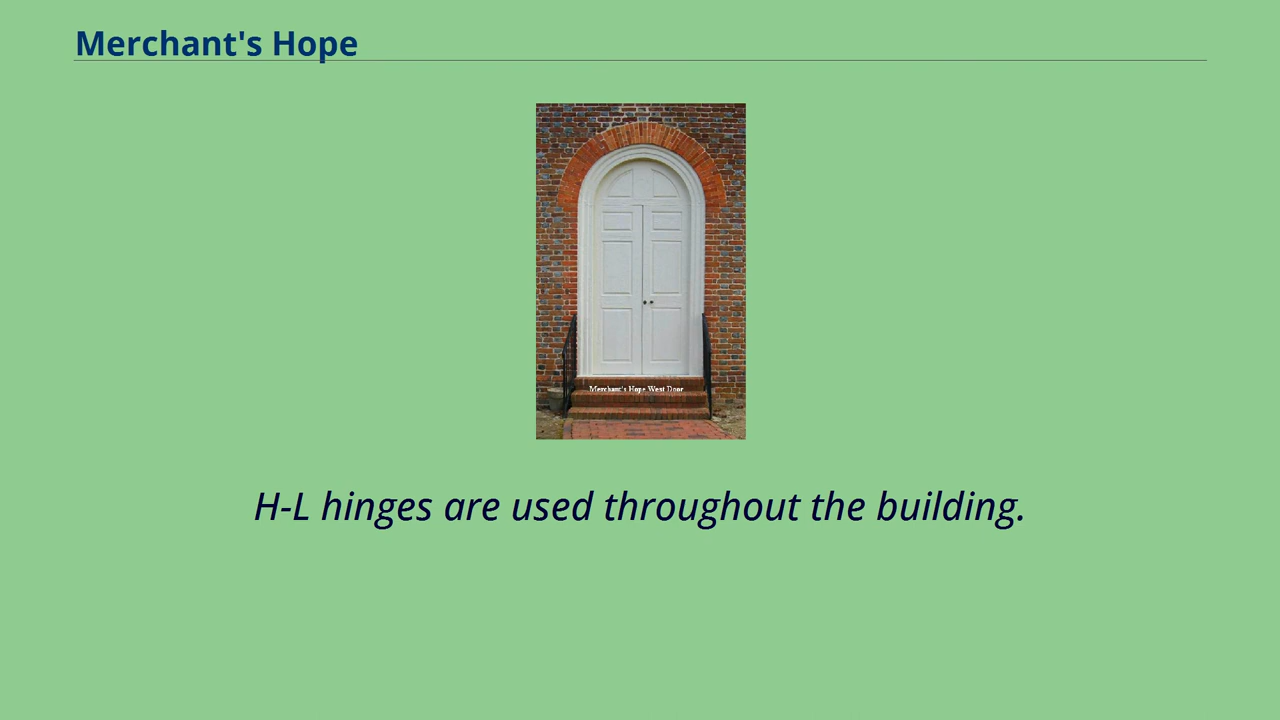 Merchant's Hope
Merchant's Hope West Door
H-L hinges are used throughout the building.